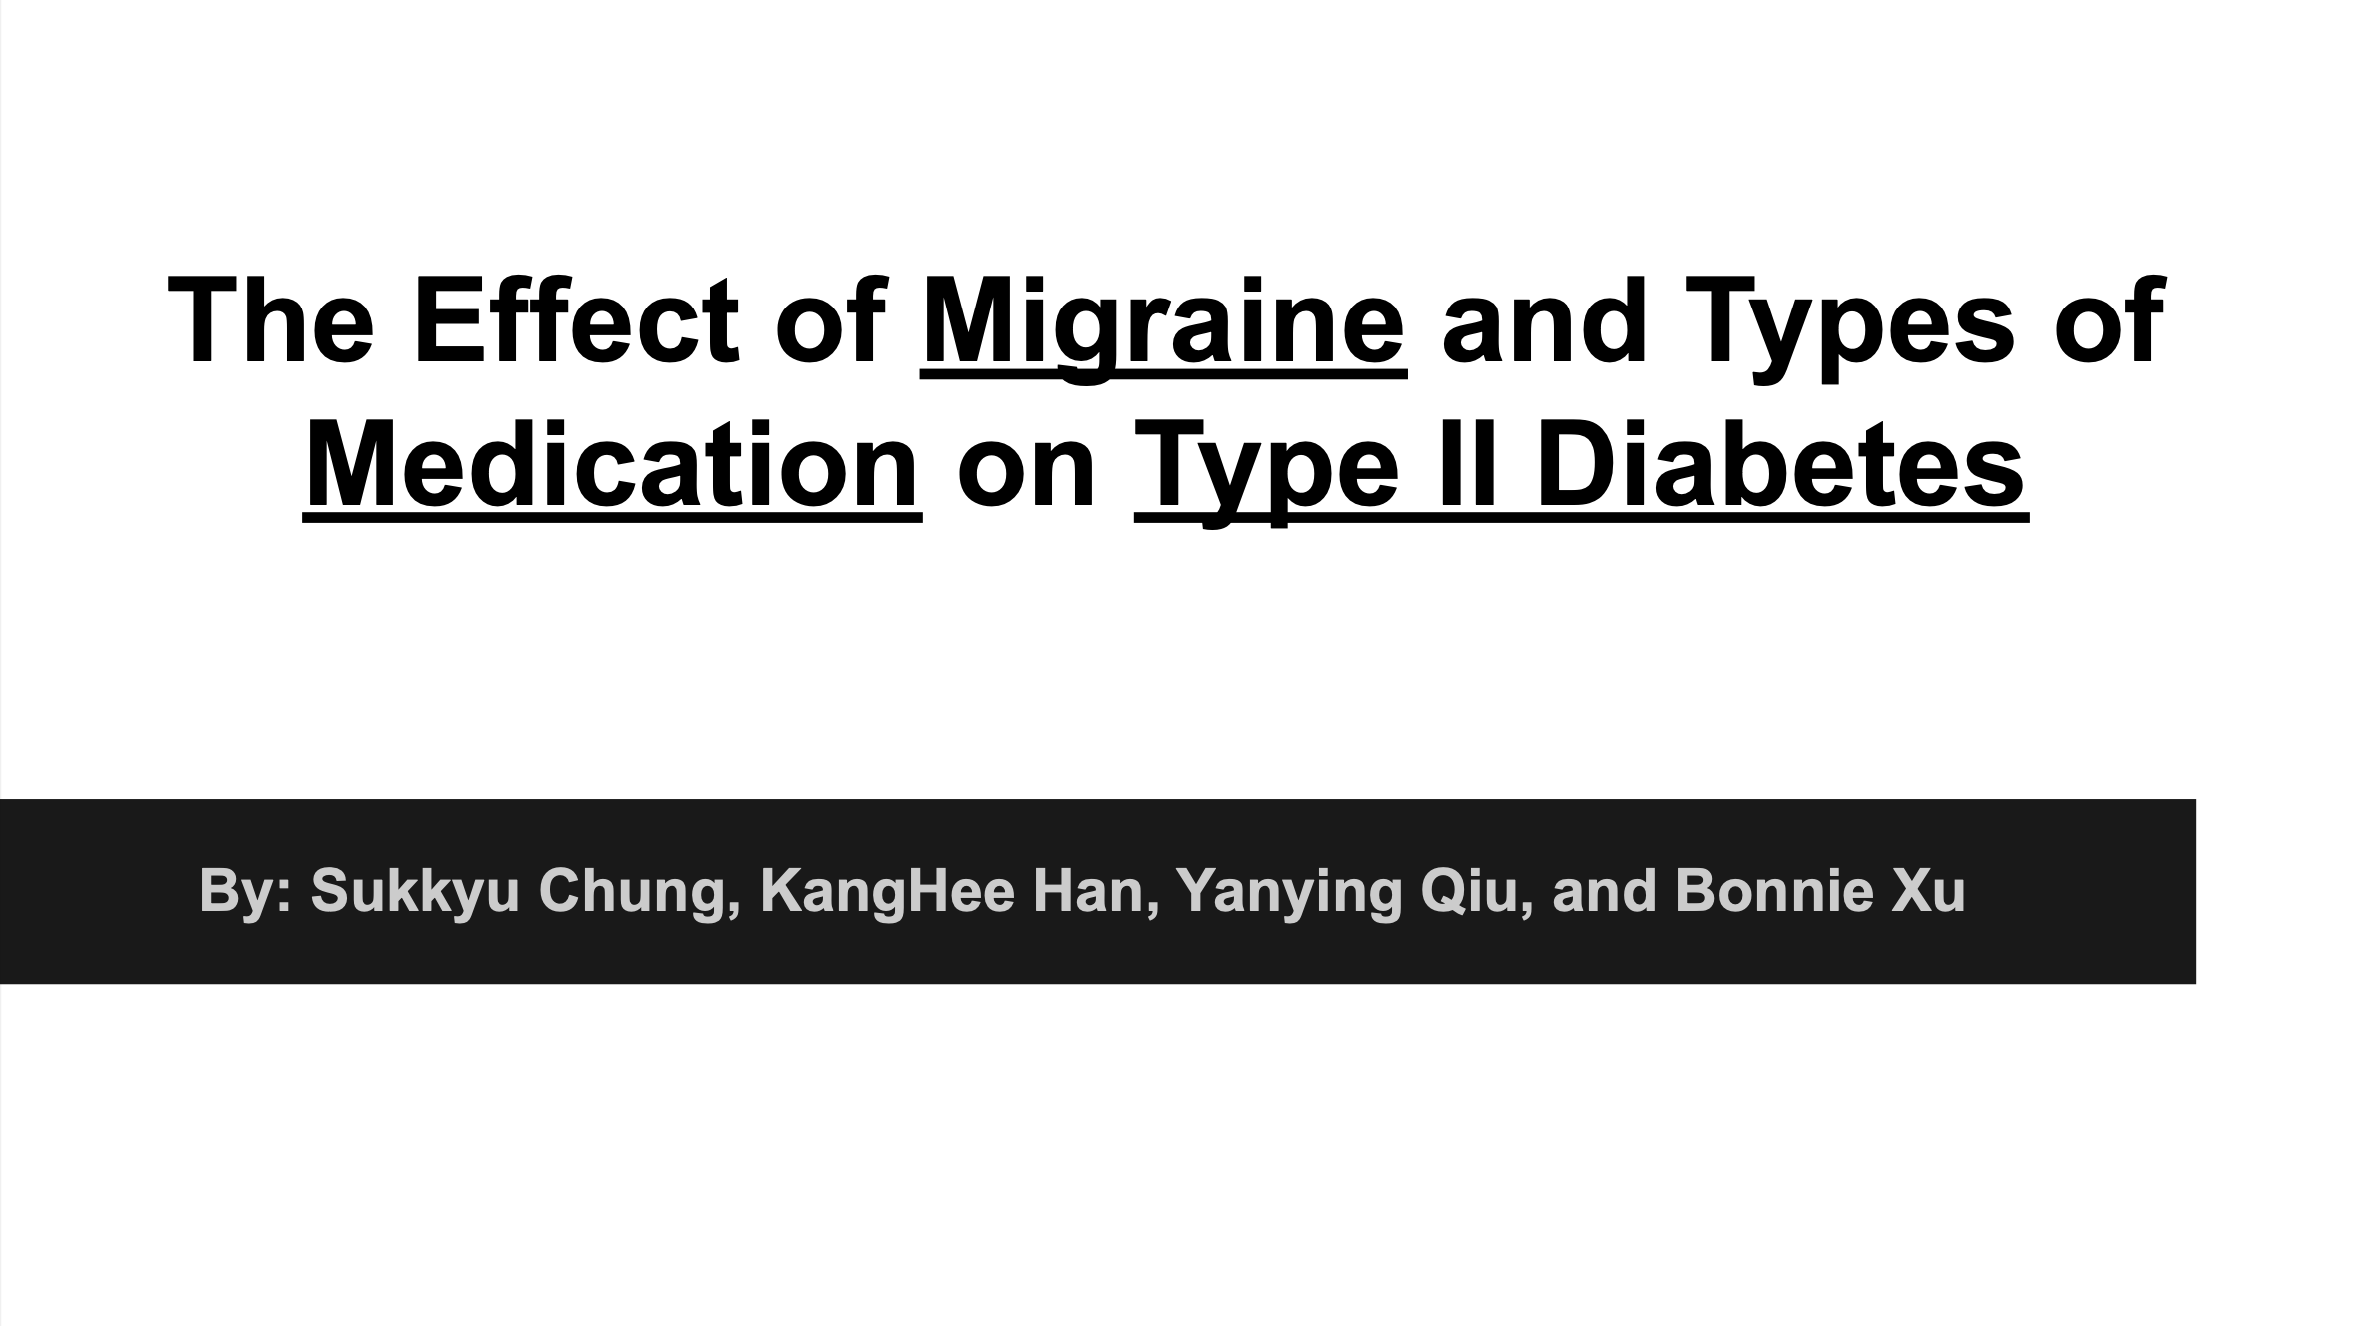 The Effect of Migraine and Types of
Medication on Type II Diabetes
By: Sukkyu Chung, KangHee Han, Yanying Qiu, and Bonnie Xu